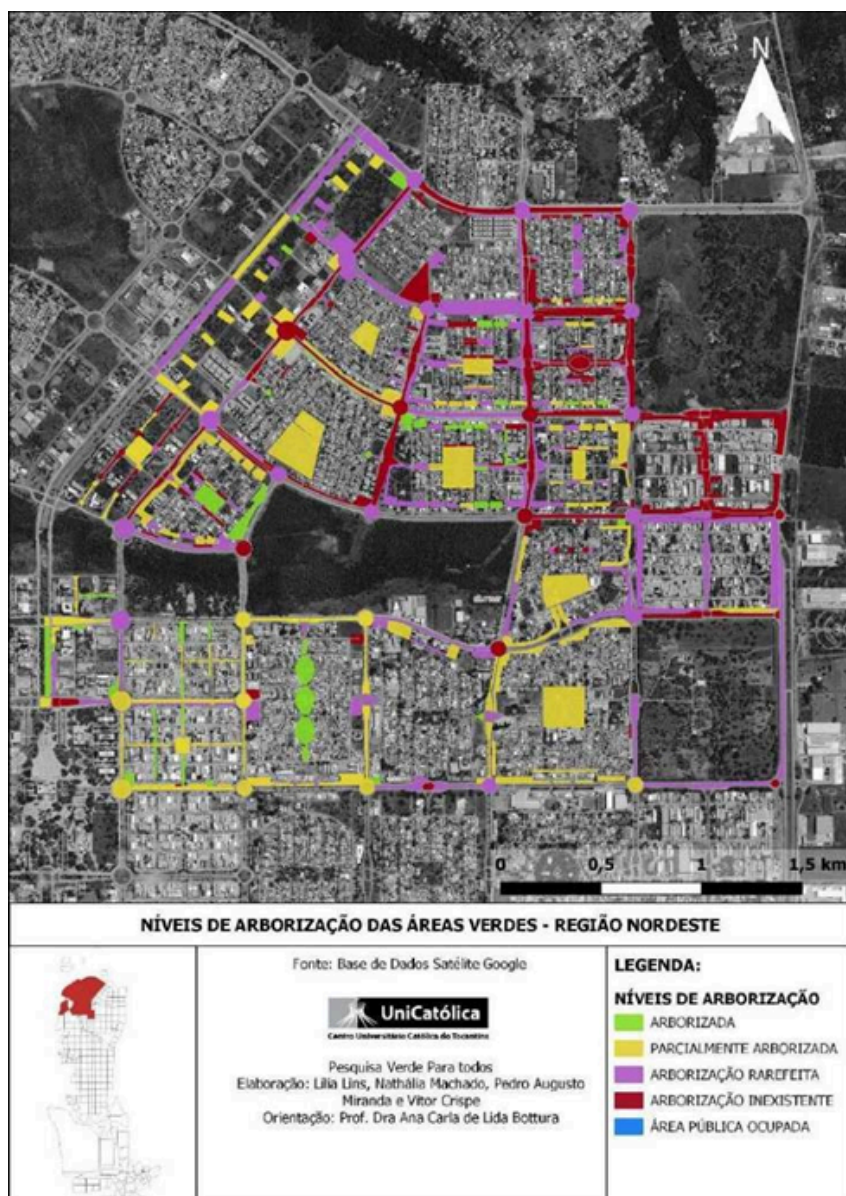 N
0 0,5 1 1,5 km
NÍVEIS DE ARBORIZAÇÃO DAS ÁREAS VERDES - REGIÃO NORDESTE
Fonte: Base de Dados Satélite Google
UniCatólica
Centro Universitário Católica do Tocantins
Pesquisa Verde Para todos
Elaboração: Lília Lins, Nathália Machado, Pedro Augusto
Miranda e Vitor Crispe
Orientação: Prof. Dra Ana Carla de Lida Bottura
LEGENDA:
NÍVEIS DE ARBORIZAÇÃO
ARBORIZADA
PARCIALMENTE ARBORIZADA
ARBORIZAÇÃO RAREFEITA
ARBORIZAÇÃO INEXISTENTE
ÁREA PÚBLICA OCUPADA